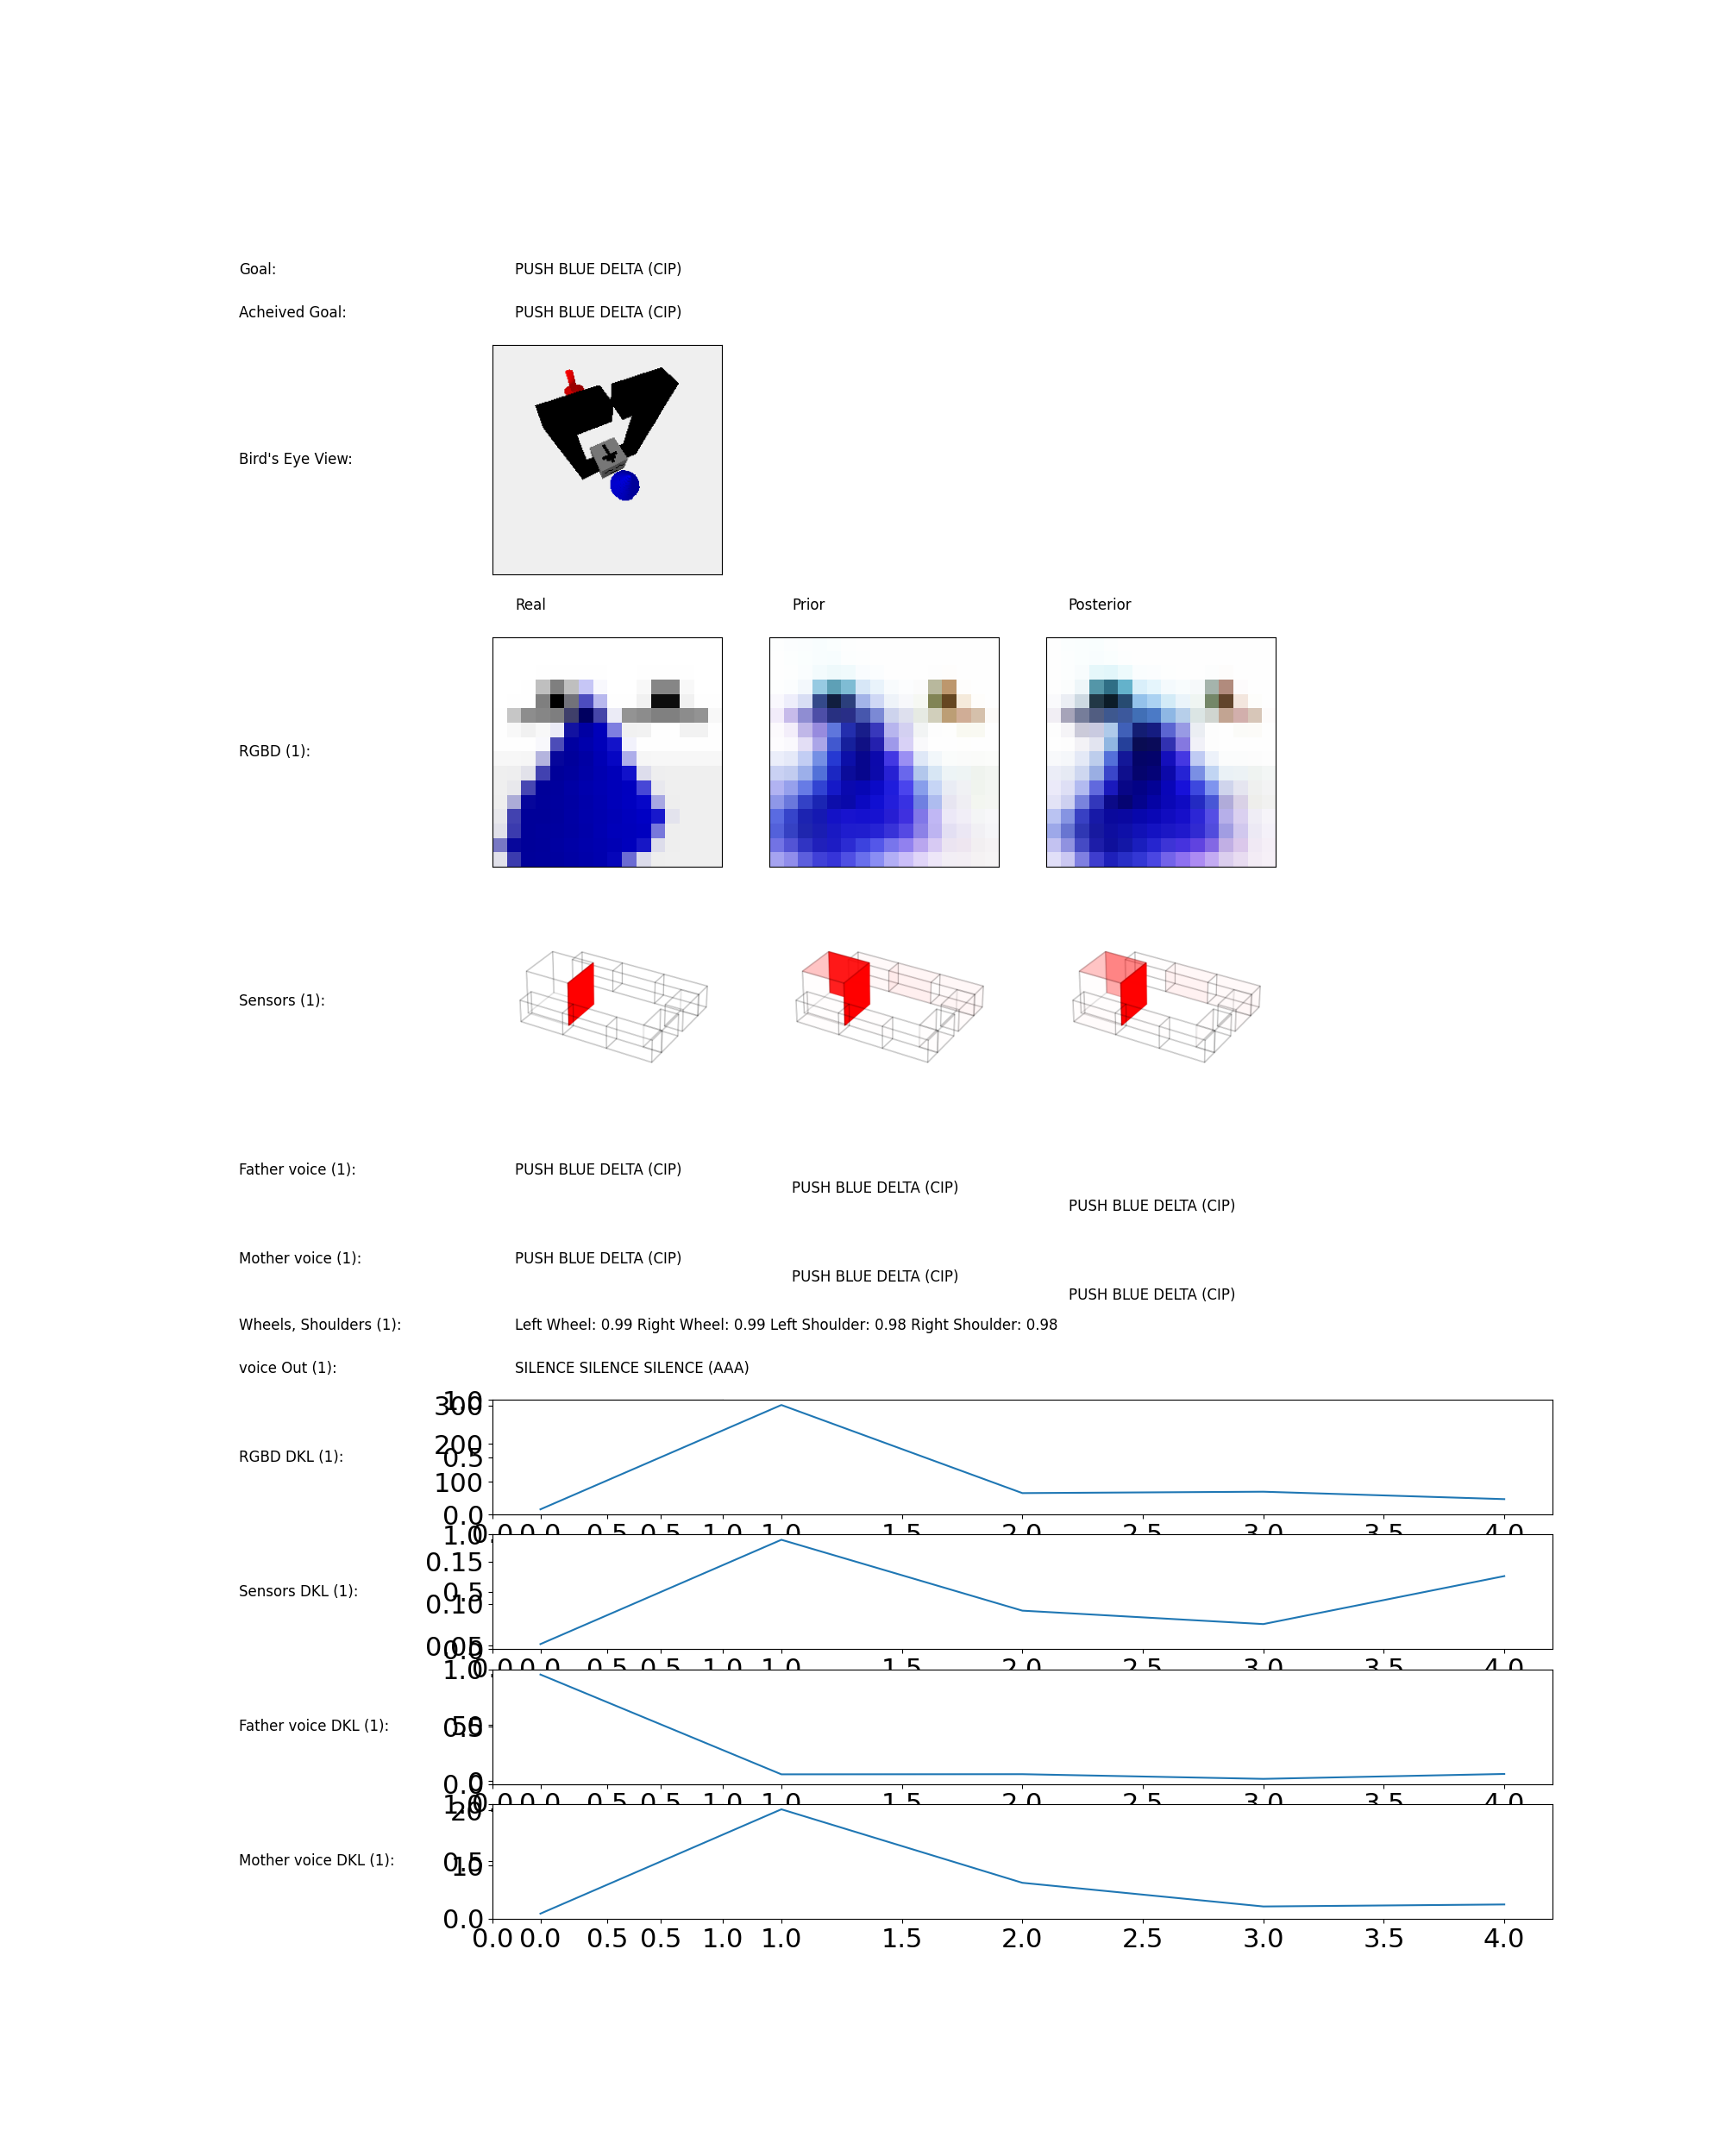 Goal: PUSH BLUE DELTA (CIP)
Acheived Goal: PUSH BLUE DELTA (CIP)
Bird's Eye View:
Real Prior Posterior
RGBD (1):
Sensors (1):
Father voice (1): PUSH BLUE DELTA (CIP)
PUSH BLUE DELTA (CIP)
PUSH BLUE DELTA (CIP)
Mother voice (1): PUSH BLUE DELTA (CIP)
PUSH BLUE DELTA (CIP)
PUSH BLUE DELTA (CIP)
Wheels, Shoulders (1): Left Wheel: 0.99 Right Wheel: 0.99 Left Shoulder: 0.98 Right Shoulder: 0.98
voice Out (1): SILENCE SILENCE SILENCE (AAA)
1.0
300
200
RGBD DKL (1): 0.5
100
0.0
0.0 0.0 0.5 0.5 1.0 1.0 1.5 2.0 2.5 3.0 3.5 4.0
1.0
0.15
Sensors DKL (1): 0.5
0.10
0.05
0.0
0.0 0.0 0.5 0.5 1.0 1.0 1.5 2.0 2.5 3.0 3.5 4.0
1.0
Father voice DKL (1): 0.5 50
0
0.0
0.0 0.0 0.5 0.5 1.0 1.0 1.5 2.0 2.5 3.0 3.5 4.0
1.0
20
Mother voice DKL (1): 0.5
10
0.0
0.0 0.0 0.5 0.5 1.0 1.0 1.5 2.0 2.5 3.0 3.5 4.0